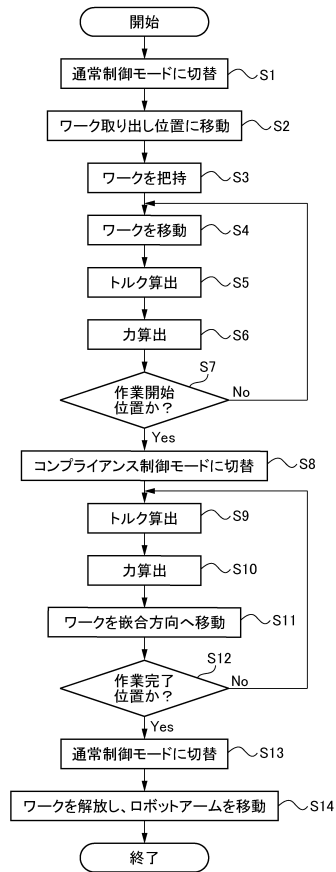 開始
通常制御モードに切替
S1
ワーク取り出し位置に移動
S2
ワークを把持
S3
ワークを移動
S4
トルク算出
S5
力算出
S6
S7
作業開始
位置か？
No
Yes
コンプライアンス制御モードに切替
S8
トルク算出
S9
力算出
S10
ワークを嵌合方向へ移動
S11
S12
作業完了
位置か？
No
Yes
通常制御モードに切替
S13
ワークを解放し、ロボットアームを移動
S14
終了